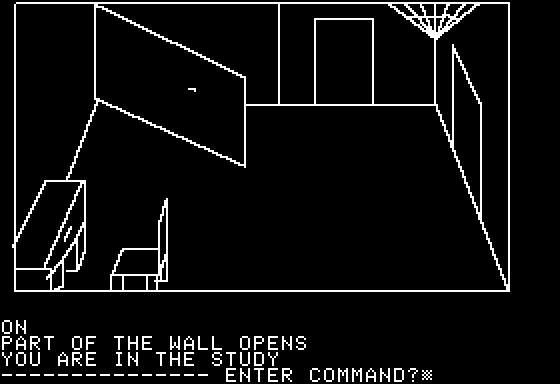 ON
PART OF THE WALL OPENS
YOU ARE IN THE STUDY
--------------- ENTER COMMAND?※